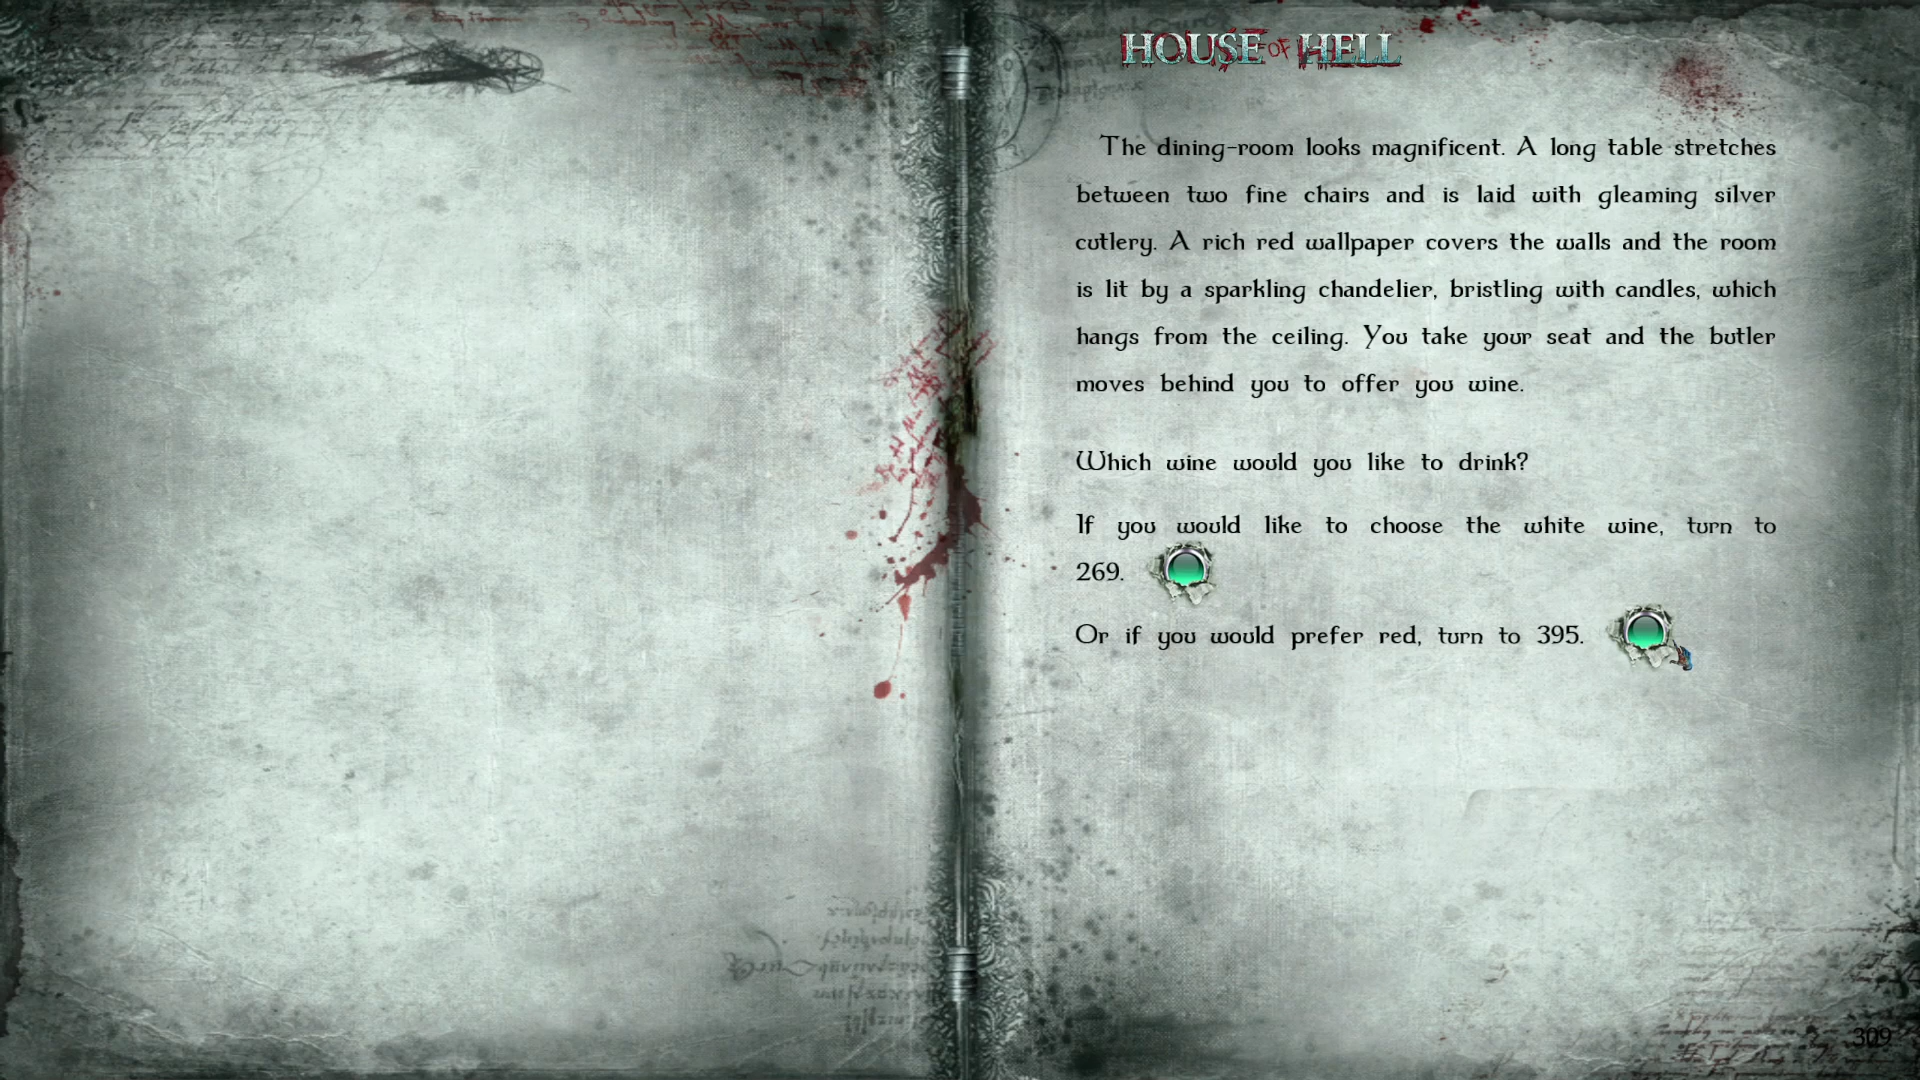 HOUSE OF HELL
The dining-room looks magnificent. A long table stretches
between two fine chairs and is laid with gleaming silver
cutlery. A rich red wallpaper covers the walls and the room
is lit by a sparkling chandelier, bristling with candles, which
hangs from the ceiling. You take your seat and the butler
moves behind you to offer you wine.
Which wine would you like to drink?
If you would like to choose the white wine, turn to
269.
Or if you would prefer red, turn to 395.
309